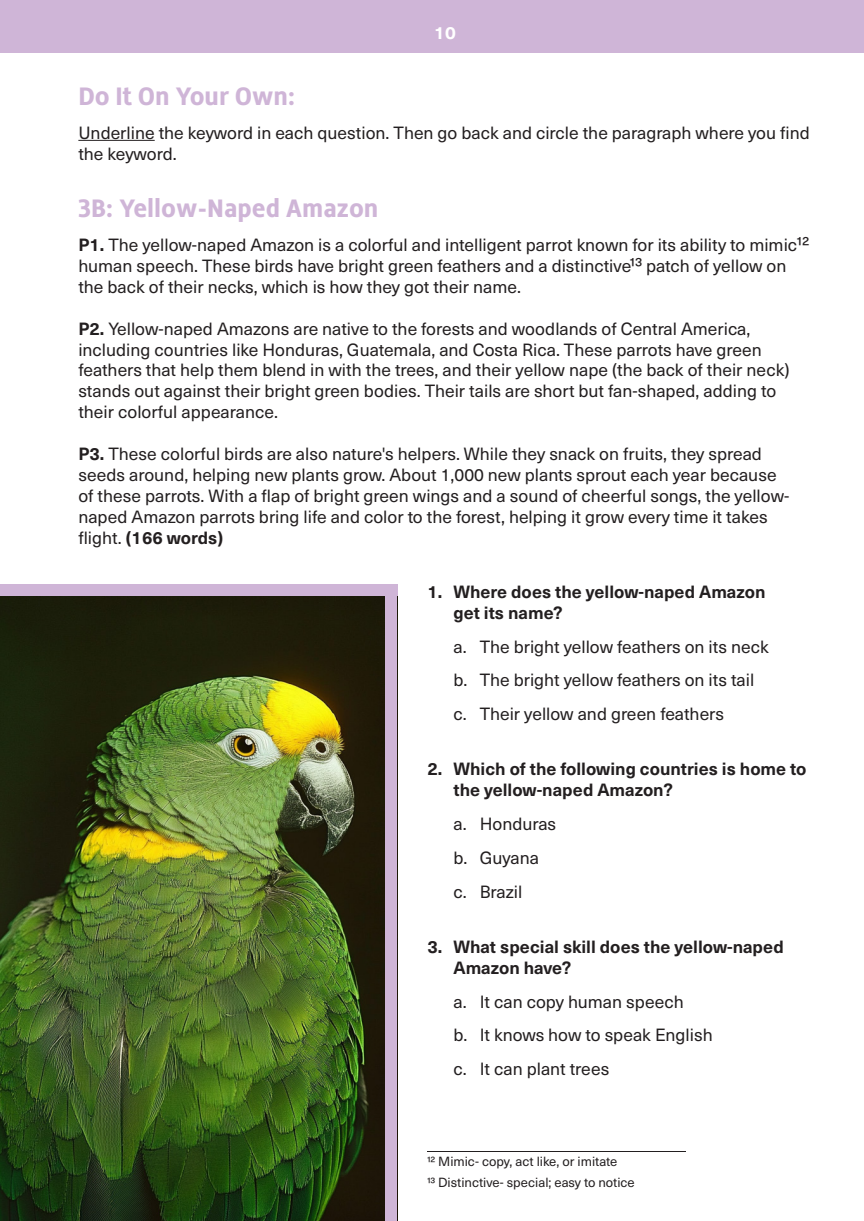 10
Do It On Your Own:
Underline the keyword in each question. Then go back and circle the paragraph where you find
the keyword.
3B: Yellow-Naped Amazon
P1. The yellow-naped Amazon is a colorful and intelligent parrot known for its ability to mimic¹²
human speech. These birds have bright green feathers and a distinctive¹³ patch of yellow on
the back of their necks, which is how they got their name.
P2. Yellow-naped Amazons are native to the forests and woodlands of Central America,
including countries like Honduras, Guatemala, and Costa Rica. These parrots have green
feathers that help them blend in with the trees, and their yellow nape (the back of their neck)
stands out against their bright green bodies. Their tails are short but fan-shaped, adding to
their colorful appearance.
P3. These colorful birds are also nature's helpers. While they snack on fruits, they spread
seeds around, helping new plants grow. About 1,000 new plants sprout each year because
of these parrots. With a flap of bright green wings and a sound of cheerful songs, the yellow-
naped Amazon parrots bring life and color to the forest, helping it grow every time it takes
flight. (166 words)
1. Where does the yellow-naped Amazon
get its name?
a. The bright yellow feathers on its neck
b. The bright yellow feathers on its tail
c. Their yellow and green feathers
2. Which of the following countries is home to
the yellow-naped Amazon?
a. Honduras
b. Guyana
c. Brazil
3. What special skill does the yellow-naped
Amazon have?
a. It can copy human speech
b. It knows how to speak English
c. It can plant trees
¹² Mimic- copy, act like, or imitate
¹³ Distinctive- special; easy to notice